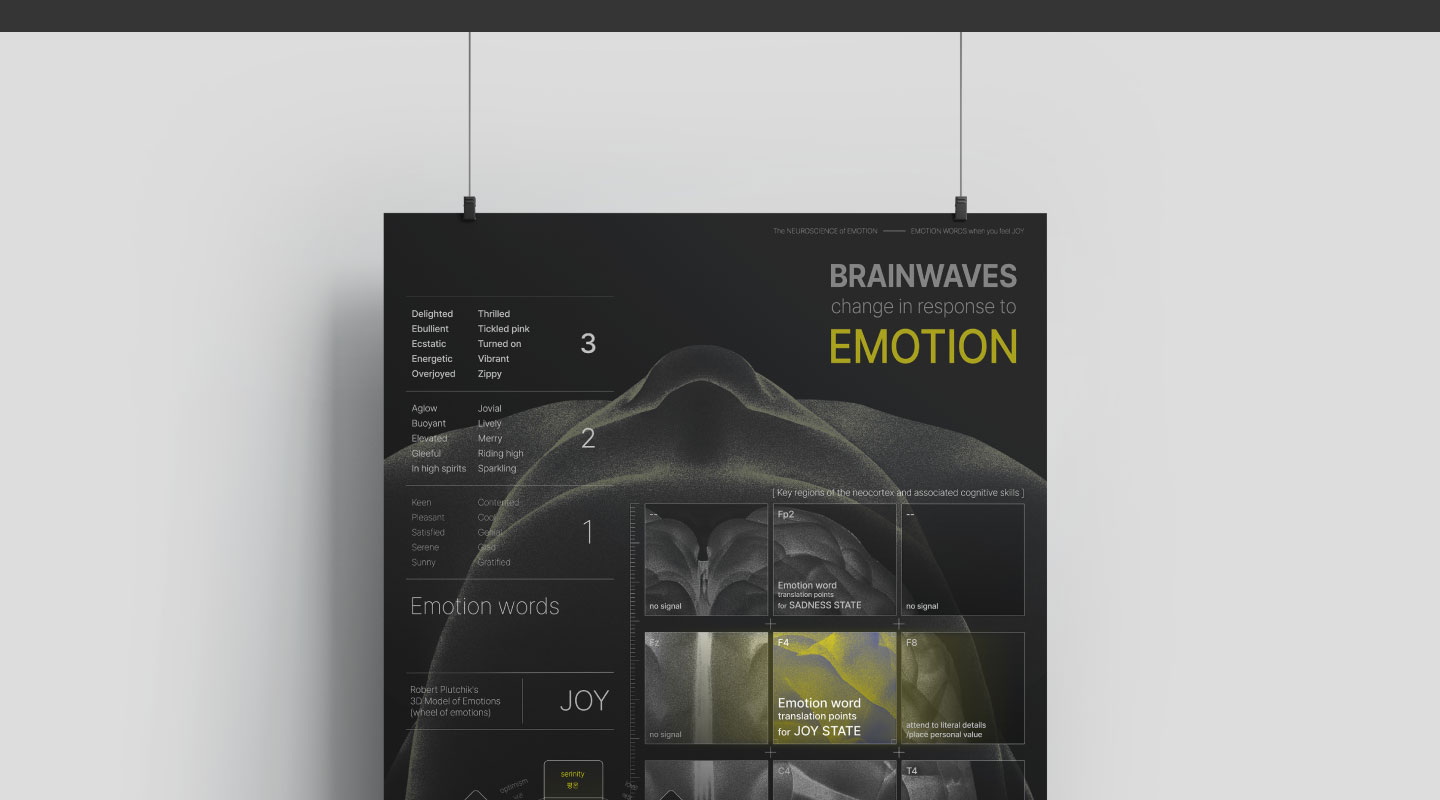 The NEUROSCIENCE of EMOTION
EMOTION WORDS when you feel JOY
BRAINWAVES
change in response to
EMOTION
Delighted Thrilled
Ebullient Tickled pink
Ecstatic Turned on
Energetic Vibrant
Overjoyed Zippy
3
Aglow Jovial
Buoyant Lively
Elevated Merry
Gleeful Riding high
In high spirits Sparkling
2
Keen Contented
Pleasant Cool
Satisfied Genial
Serene Glad
Sunny Gratified
1
Emotion words
Robert Plutchik's
3D Model of Emotions
(wheel of emotions)
JOY
optimism
serinity
평온
love
[ Key regions of the neocortex and associated cognitive skills ]
--
no signal
Fp2
Emotion word
translation points
for SADNESS STATE
--
no signal
Fz
no signal
F4
Emotion word
translation points
for JOY STATE
F8
attend to literal details
/place personal value
C4
T4